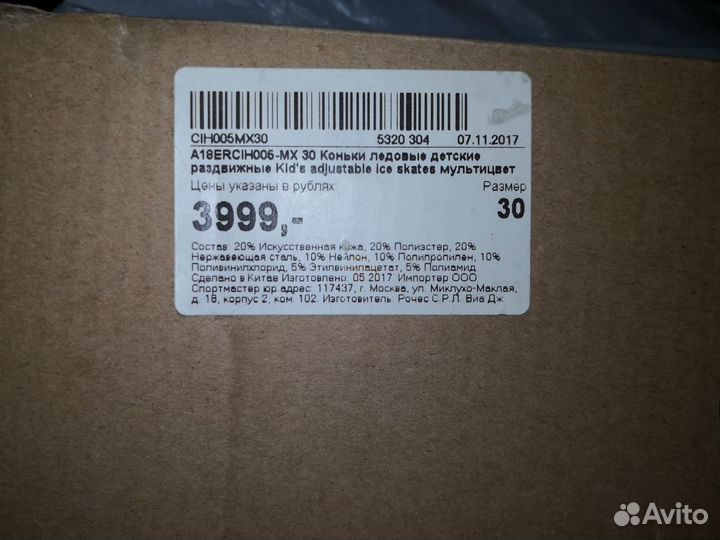 CIH005MX30 5320 304 07.11.2017
A18ERCIH005-MX 30 Коньки ледовые детские
раздвижные Kid's adjustable ice skates мультицвет
Цены указаны в рублях: Размер
3999,- 30
Состав: 20% Искусственная кожа, 20% Полиэстер, 20%
Нержавеющая сталь, 10% Нейлон, 10% Полипропилен, 10%
Поливинилхлорид, 5% Этилвинилацетат, 5% Полиамид
Сделано в Китае Изготовлено: 05.2017 Импортер ООО
Спортмастер юр.адрес: 117437, г. Москва, ул. Миклухо-Маклая,
д. 18, корпус 2, ком. 102. Изготовитель: Рочес С.Р.Л. Виа Дж.
Avito